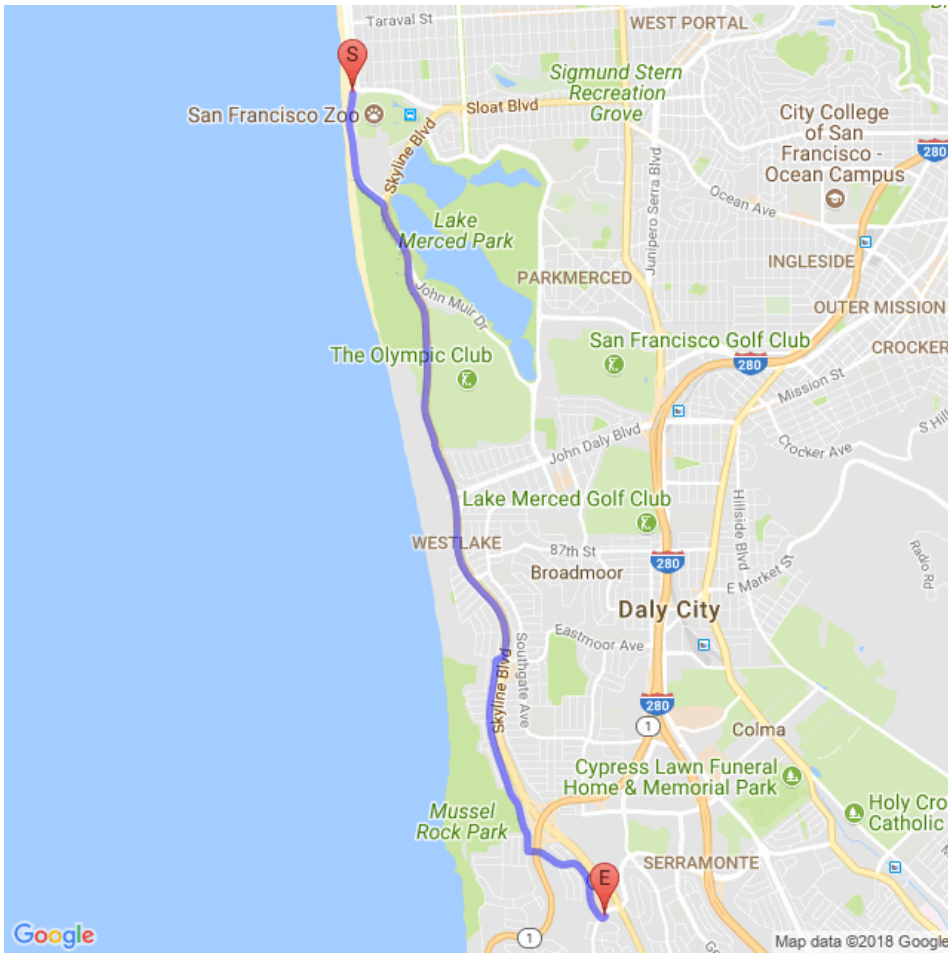 Taraval St
WEST PORTAL
S
Sigmund Stern
Recreation
Grove
San Francisco Zoo
Sloat Blvd
City College
of San
Francisco -
Ocean Campus
280
Skyline Blvd
Junipero Serra Blvd
Ocean Ave
Lake
Merced Park
PARKMERCED
INGLESIDE
John Muir Dr
OUTER MISSION
San Francisco Golf Club
CROCKER
The Olympic Club
280
Mission St
S Hil
John Daly Blvd
Crocker Ave
Lake Merced Golf Club
Hillside Blvd
WESTLAKE
87th St
Radio Rd
Broadmoor
280
E Market St
Daly City
Eastmoor Ave
Southgate Ave
Skyline Blvd
280
1
Colma
Cypress Lawn Funeral
Home & Memorial Park
Mussel
Rock Park
Holy Cro
Catholic
SERRAMONTE
E
Google
1
Map data ©2018 Google